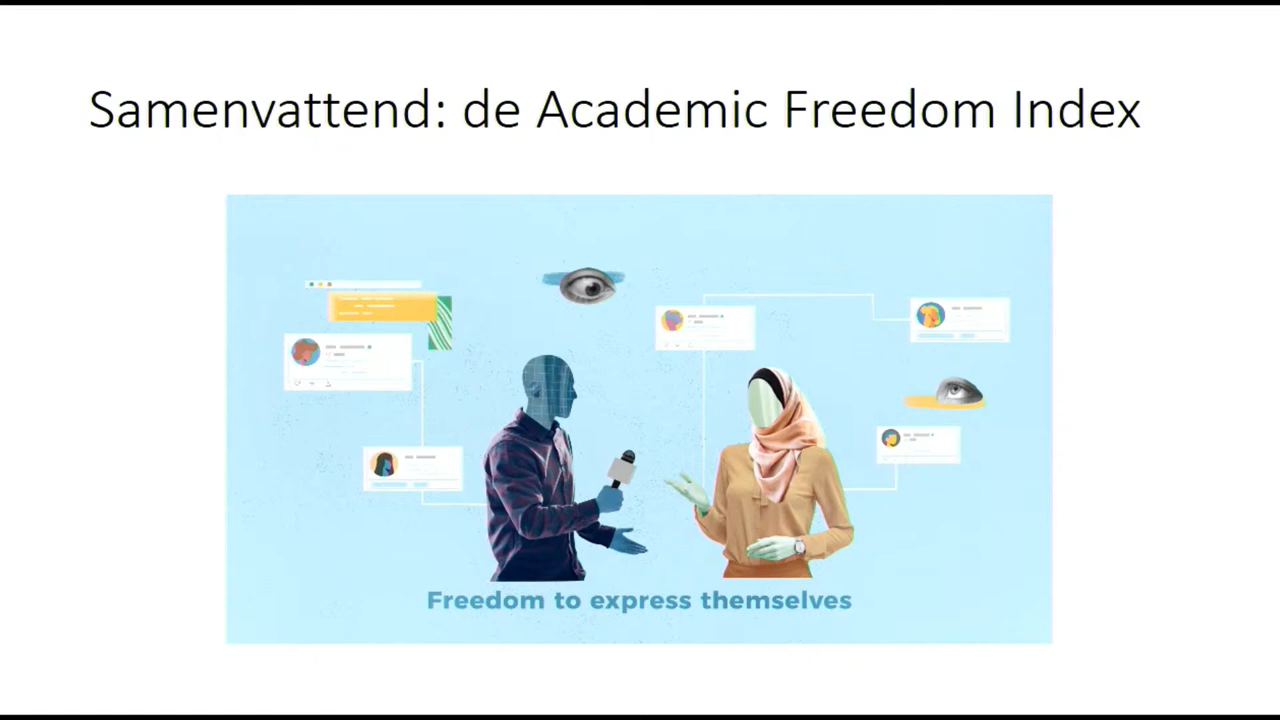 Samenvattend: de Academic Freedom Index
Freedom to express themselves